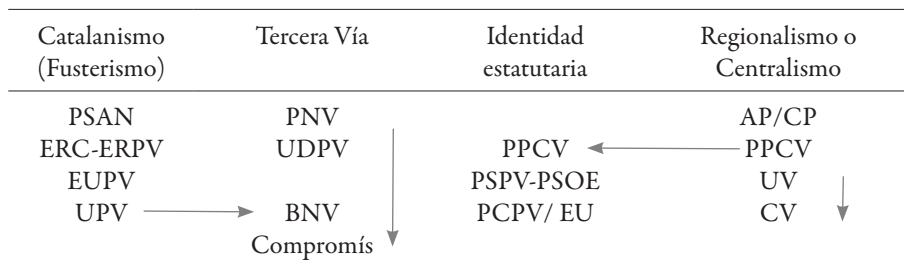 Catalanismo Tercera Vía Identidad Regionalismo o
(Fusterismo) estatutaria Centralismo
PSAN PNV AP/CP
ERC-ERPV UDPV PPCV PPCV
EUPV PSPV-PSOE UV
UPV BNV PCPV/ EU CV
Compromís